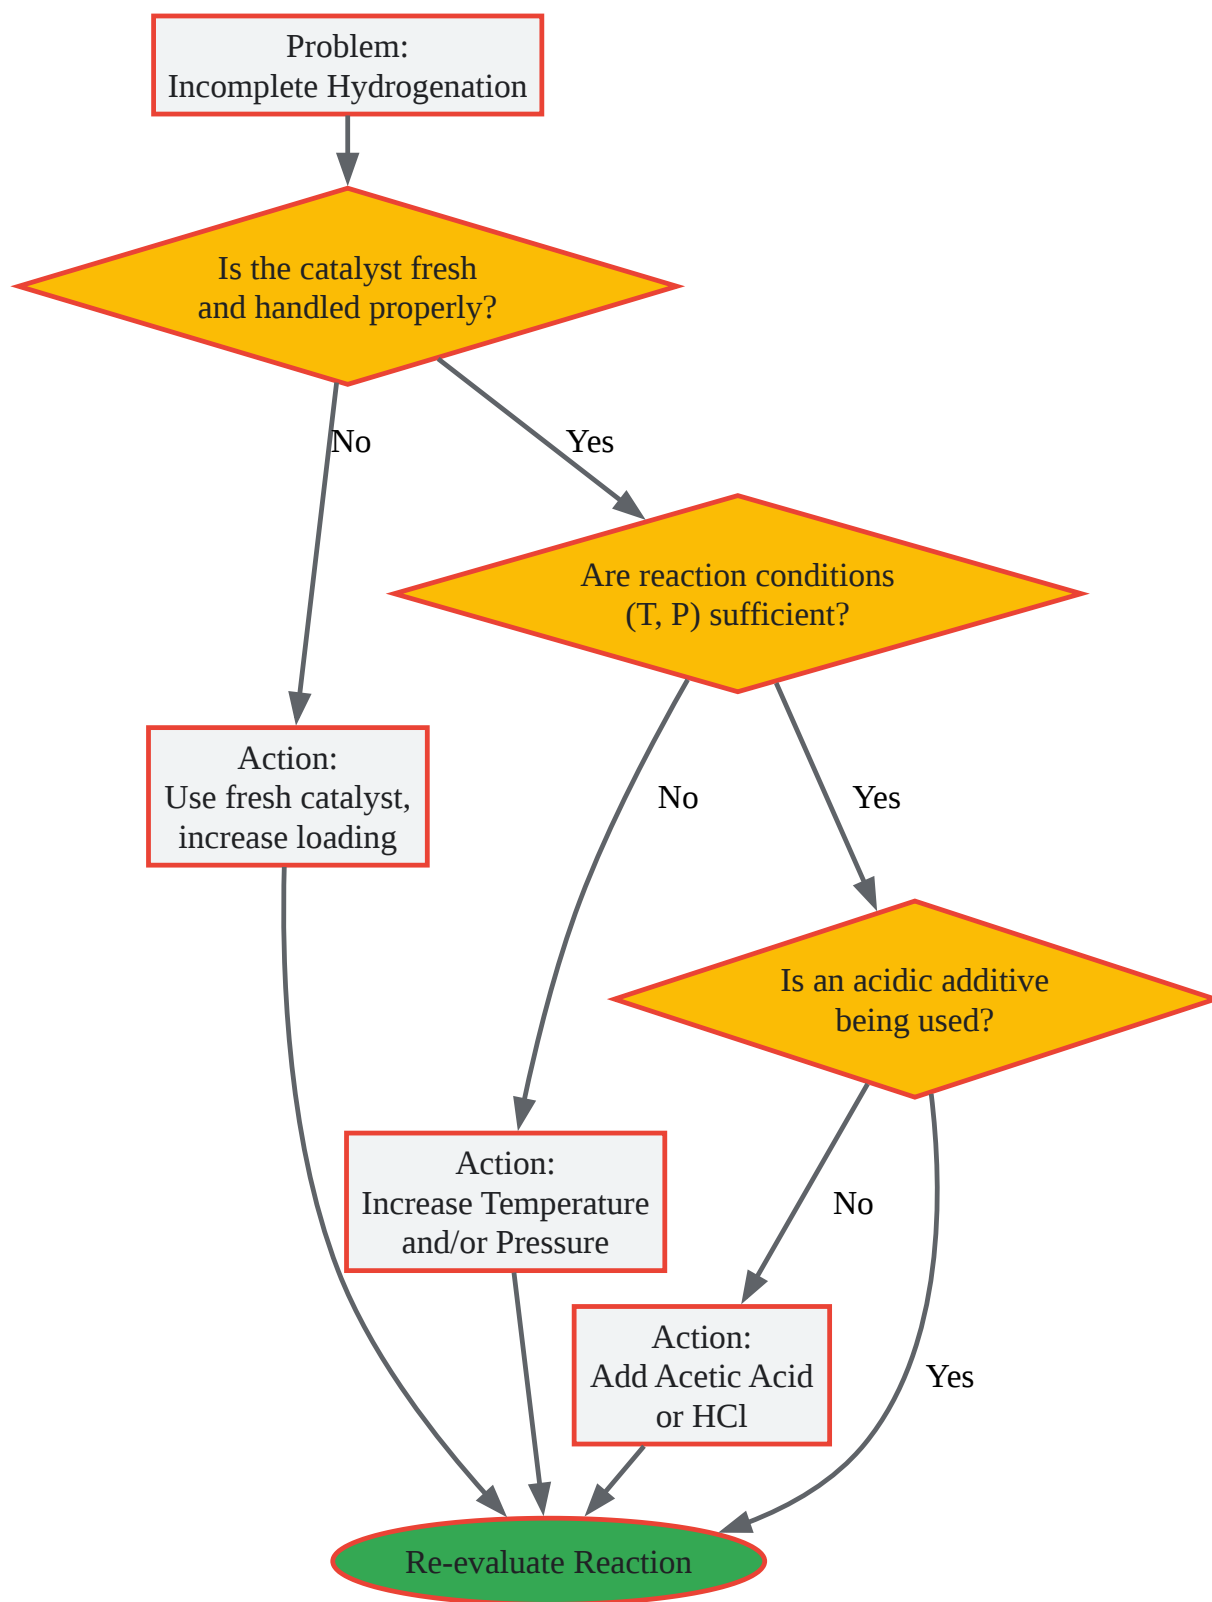 Problem:
Incomplete Hydrogenation
Is the catalyst fresh
and handled properly?
No
Yes
Are reaction conditions
(T, P) sufficient?
Action:
Use fresh catalyst,
increase loading
No
Yes
Is an acidic additive
being used?
Action:
Increase Temperature
and/or Pressure
No
Action:
Add Acetic Acid
or HCl
Yes
Re-evaluate Reaction